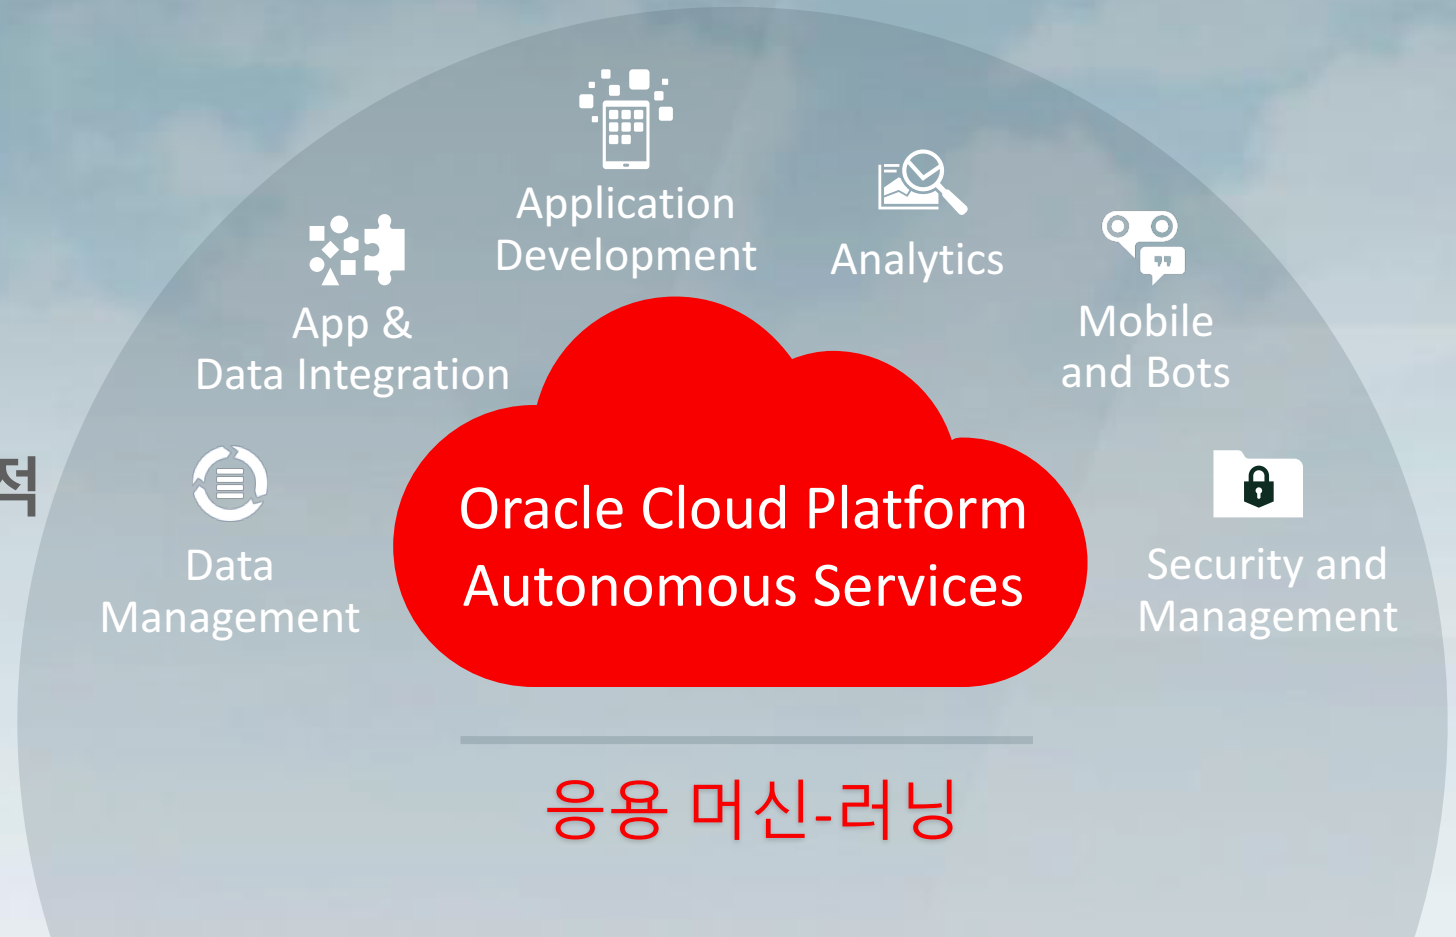 Application
Development
Analytics
App &
Data Integration
Mobile
and Bots
적
Data
Management
Oracle Cloud Platform
Autonomous Services
Security and
Management
응용 머신-러닝